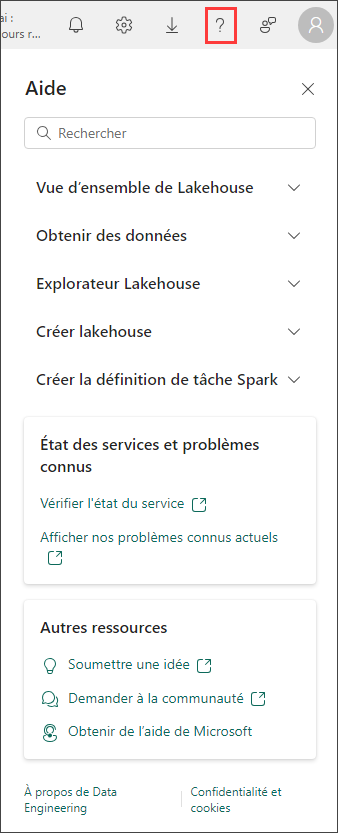 ai :
ours r...
?
Aide
Rechercher
Vue d’ensemble de Lakehouse
Obtenir des données
Explorateur Lakehouse
Créer lakehouse
Créer la définition de tâche Spark
État des services et problèmes
connus
Vérifier l'état du service
Afficher nos problèmes connus actuels
Autres ressources
Soumettre une idée
Demander à la communauté
Obtenir de l’aide de Microsoft
À propos de Data
Engineering
Confidentialité et
cookies